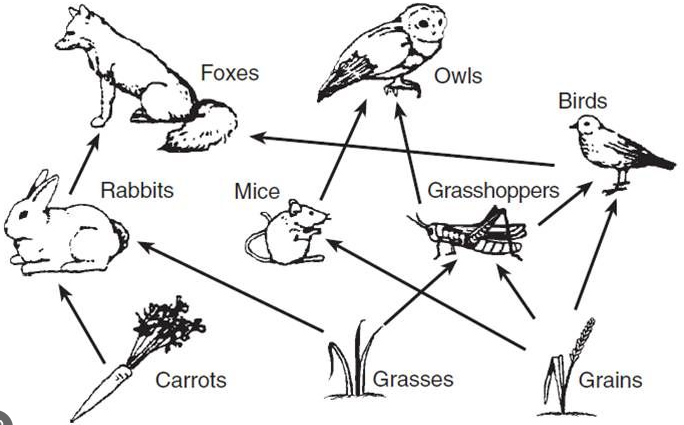 Foxes
Owls
Birds
Rabbits
Mice
Grasshoppers
Carrots
Grasses
Grains